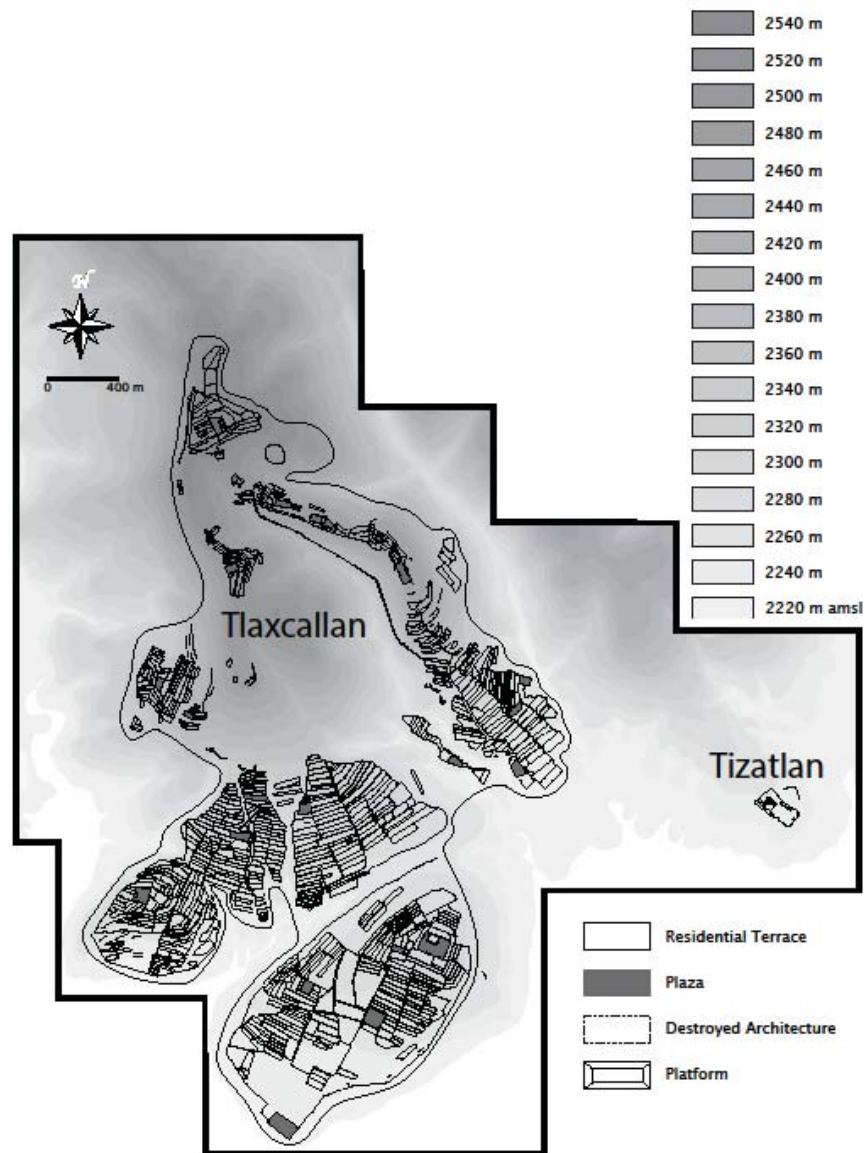 2540 m
2520 m
2500 m
2480 m
2460 m
2440 m
2420 m
2400 m
2380 m
2360 m
2340 m
2320 m
2300 m
2280 m
2260 m
2240 m
2220 m amsl
0 400 m
Tlaxcallan
Tizatlan
Residential Terrace
Plaza
Destroyed Architecture
Platform